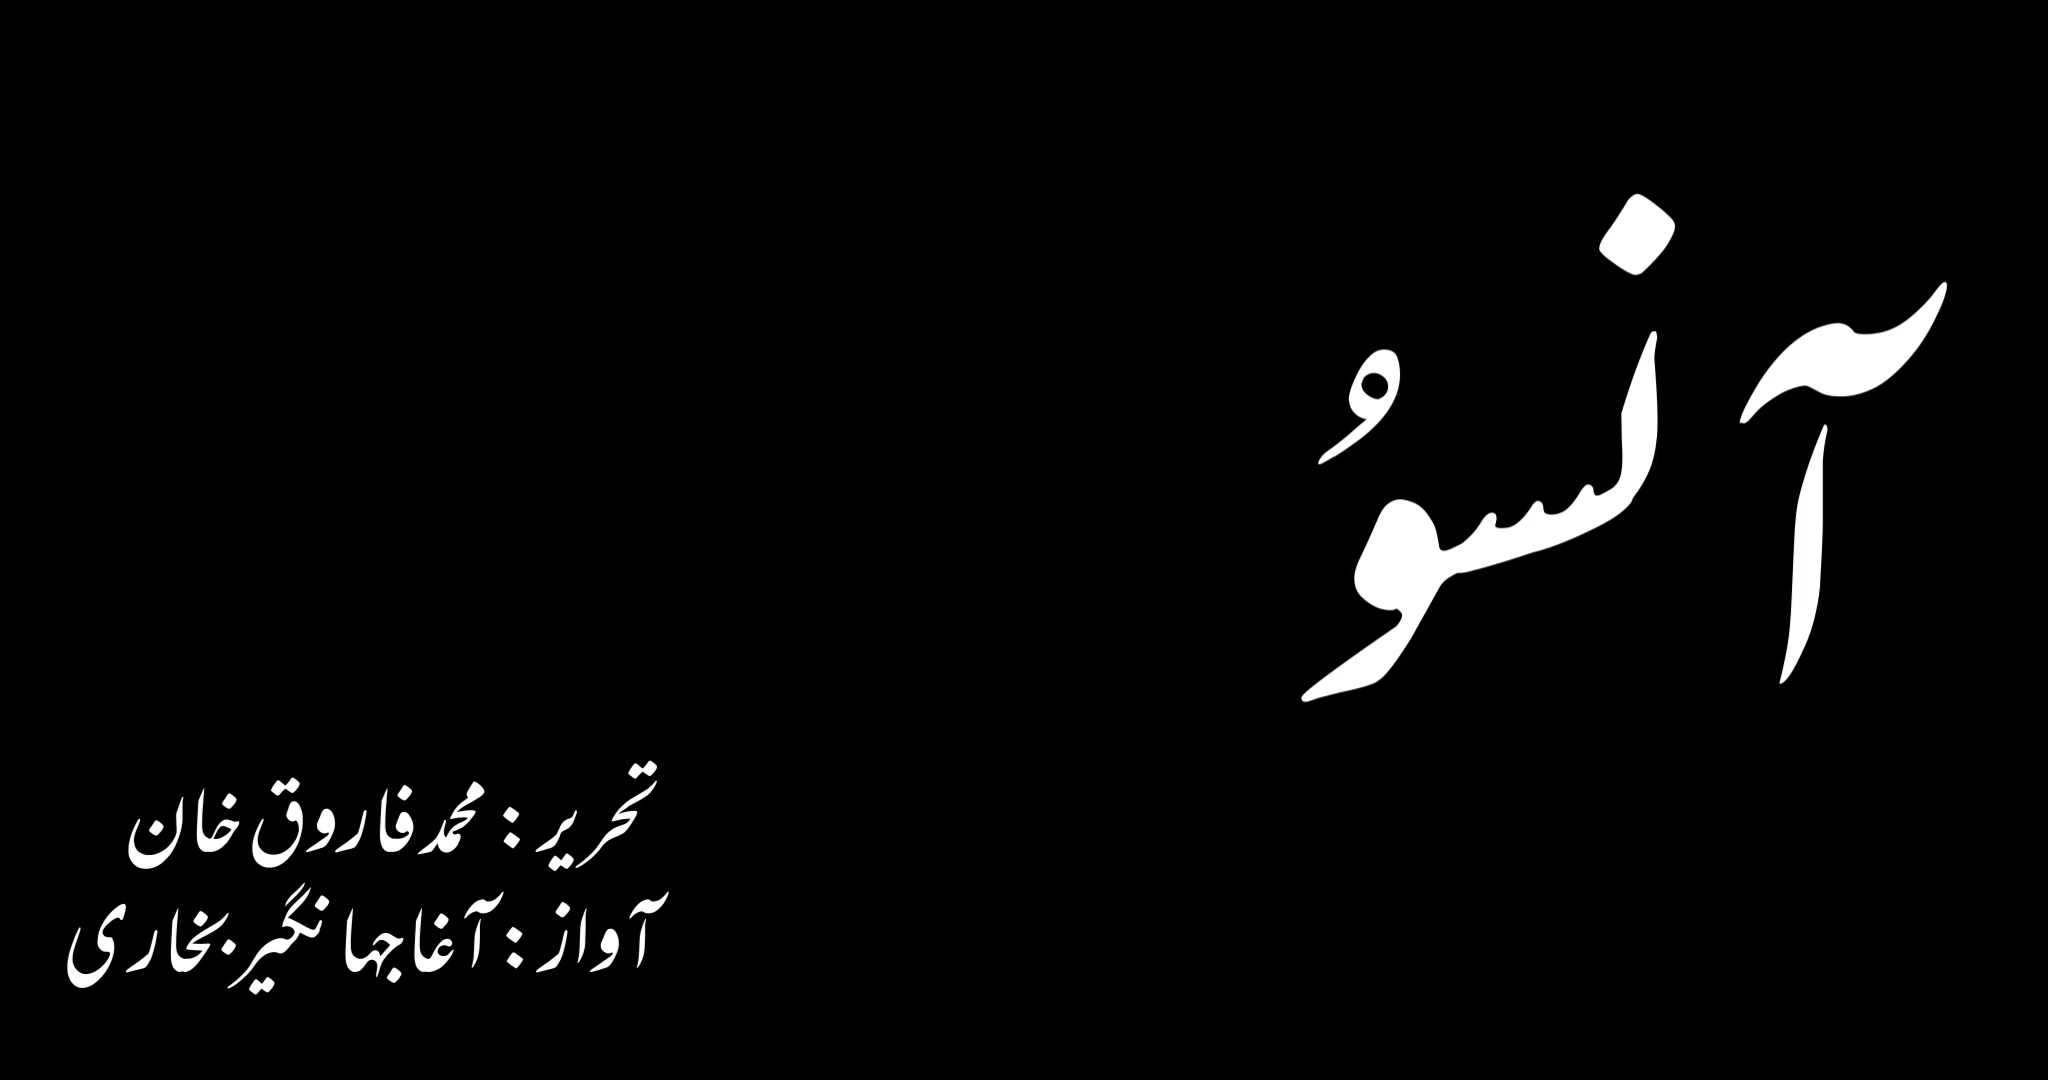 آنسوُ
تحریر : محمد فاروق خان
آواز : آغا جہانگیر بخاری